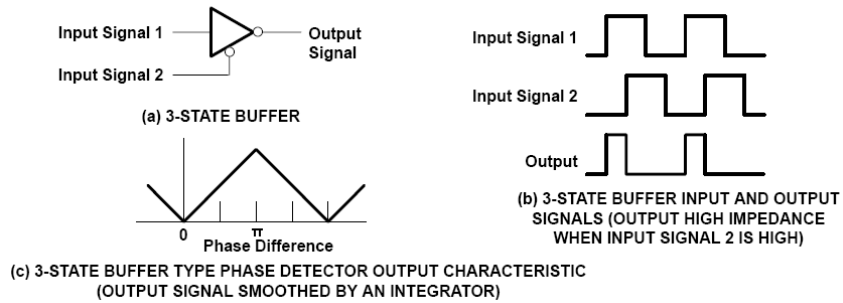 Input Signal 1
Output
Signal
Input Signal 2
(a) 3-STATE BUFFER
0
π
Phase Difference
(c) 3-STATE BUFFER TYPE PHASE DETECTOR OUTPUT CHARACTERISTIC
(OUTPUT SIGNAL SMOOTHED BY AN INTEGRATOR)
Input Signal 1
Input Signal 2
Output
(b) 3-STATE BUFFER INPUT AND OUTPUT
SIGNALS (OUTPUT HIGH IMPEDANCE
WHEN INPUT SIGNAL 2 IS HIGH)